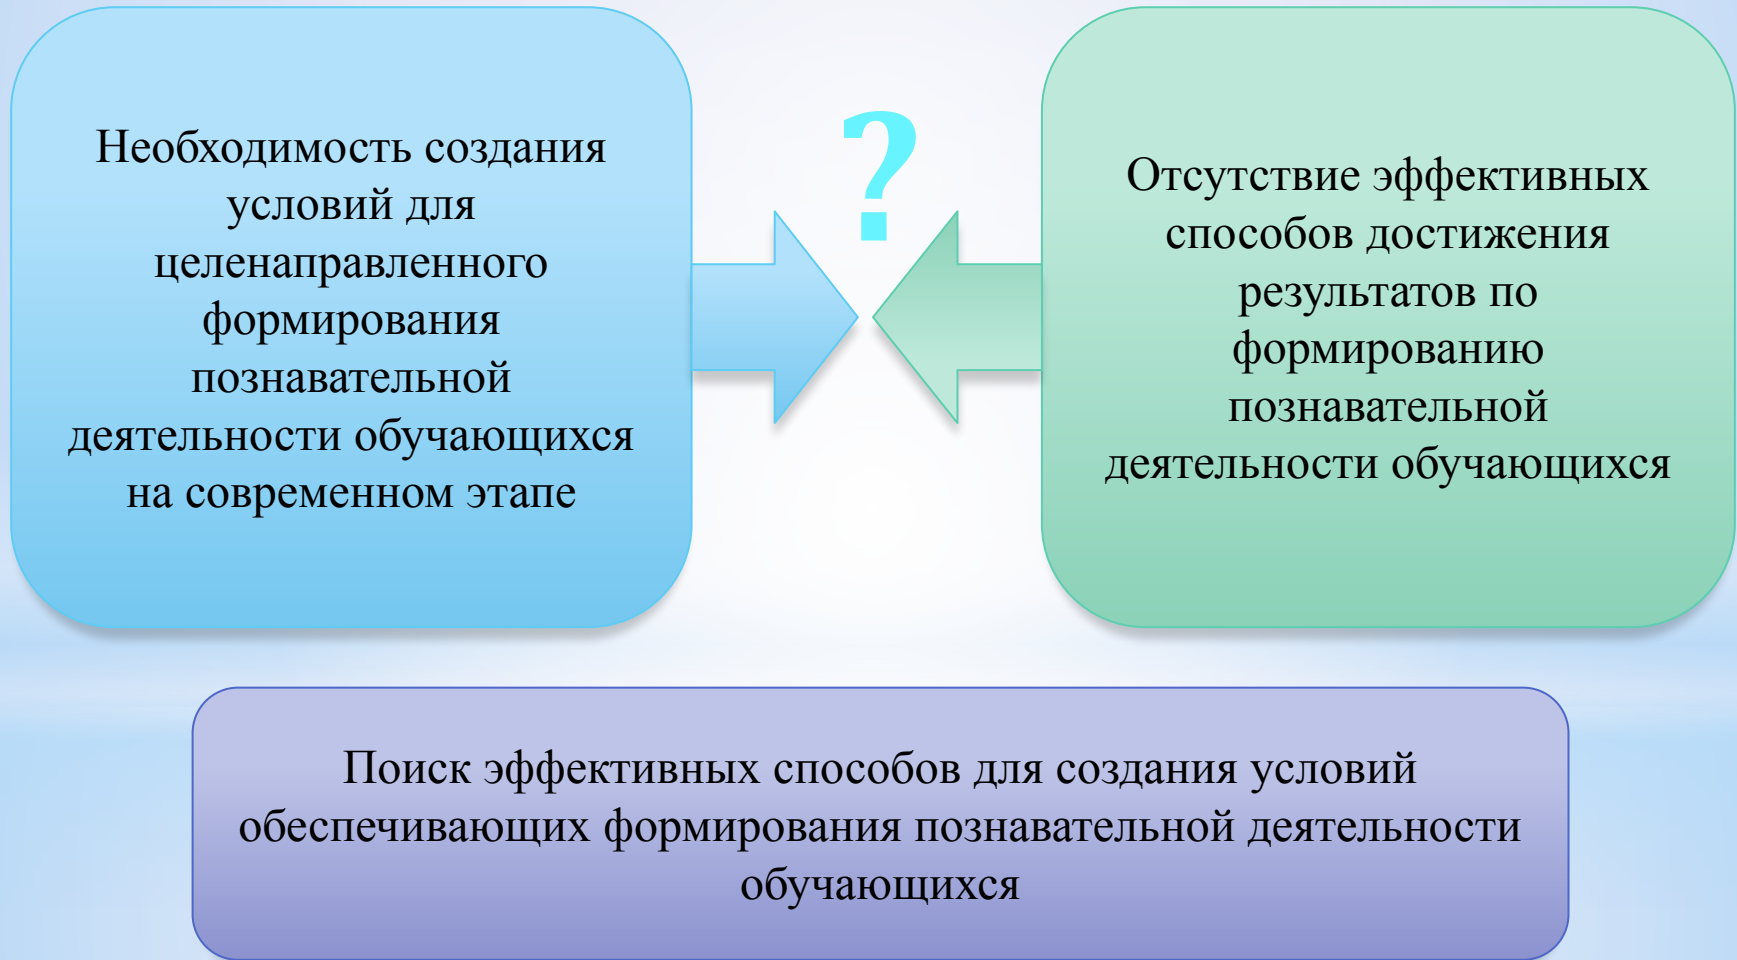 Необходимость создания
условий для
целенаправленного
формирования
познавательной
деятельности обучающихся
на современном этапе
?
Отсутствие эффективных
способов достижения
результатов по
формированию
познавательной
деятельности обучающихся
Поиск эффективных способов для создания условий
обеспечивающих формирования познавательной деятельности
обучающихся